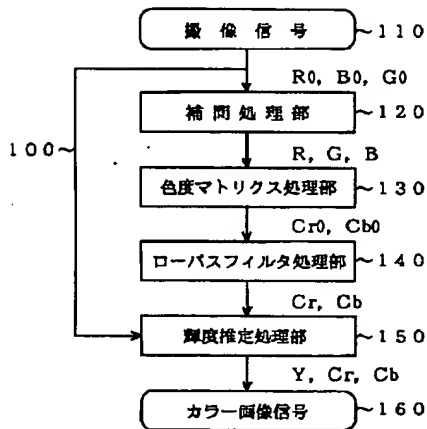 撮像信号 ~110
R0, B0, G0
補間処理部 ~120
100~
R, G, B
色度マトリクス処理部 ~130
Cr0, Cb0
ローパスフィルタ処理部 ~140
Cr, Cb
輝度推定処理部 ~150
Y, Cr, Cb
カラー画像信号 ~160